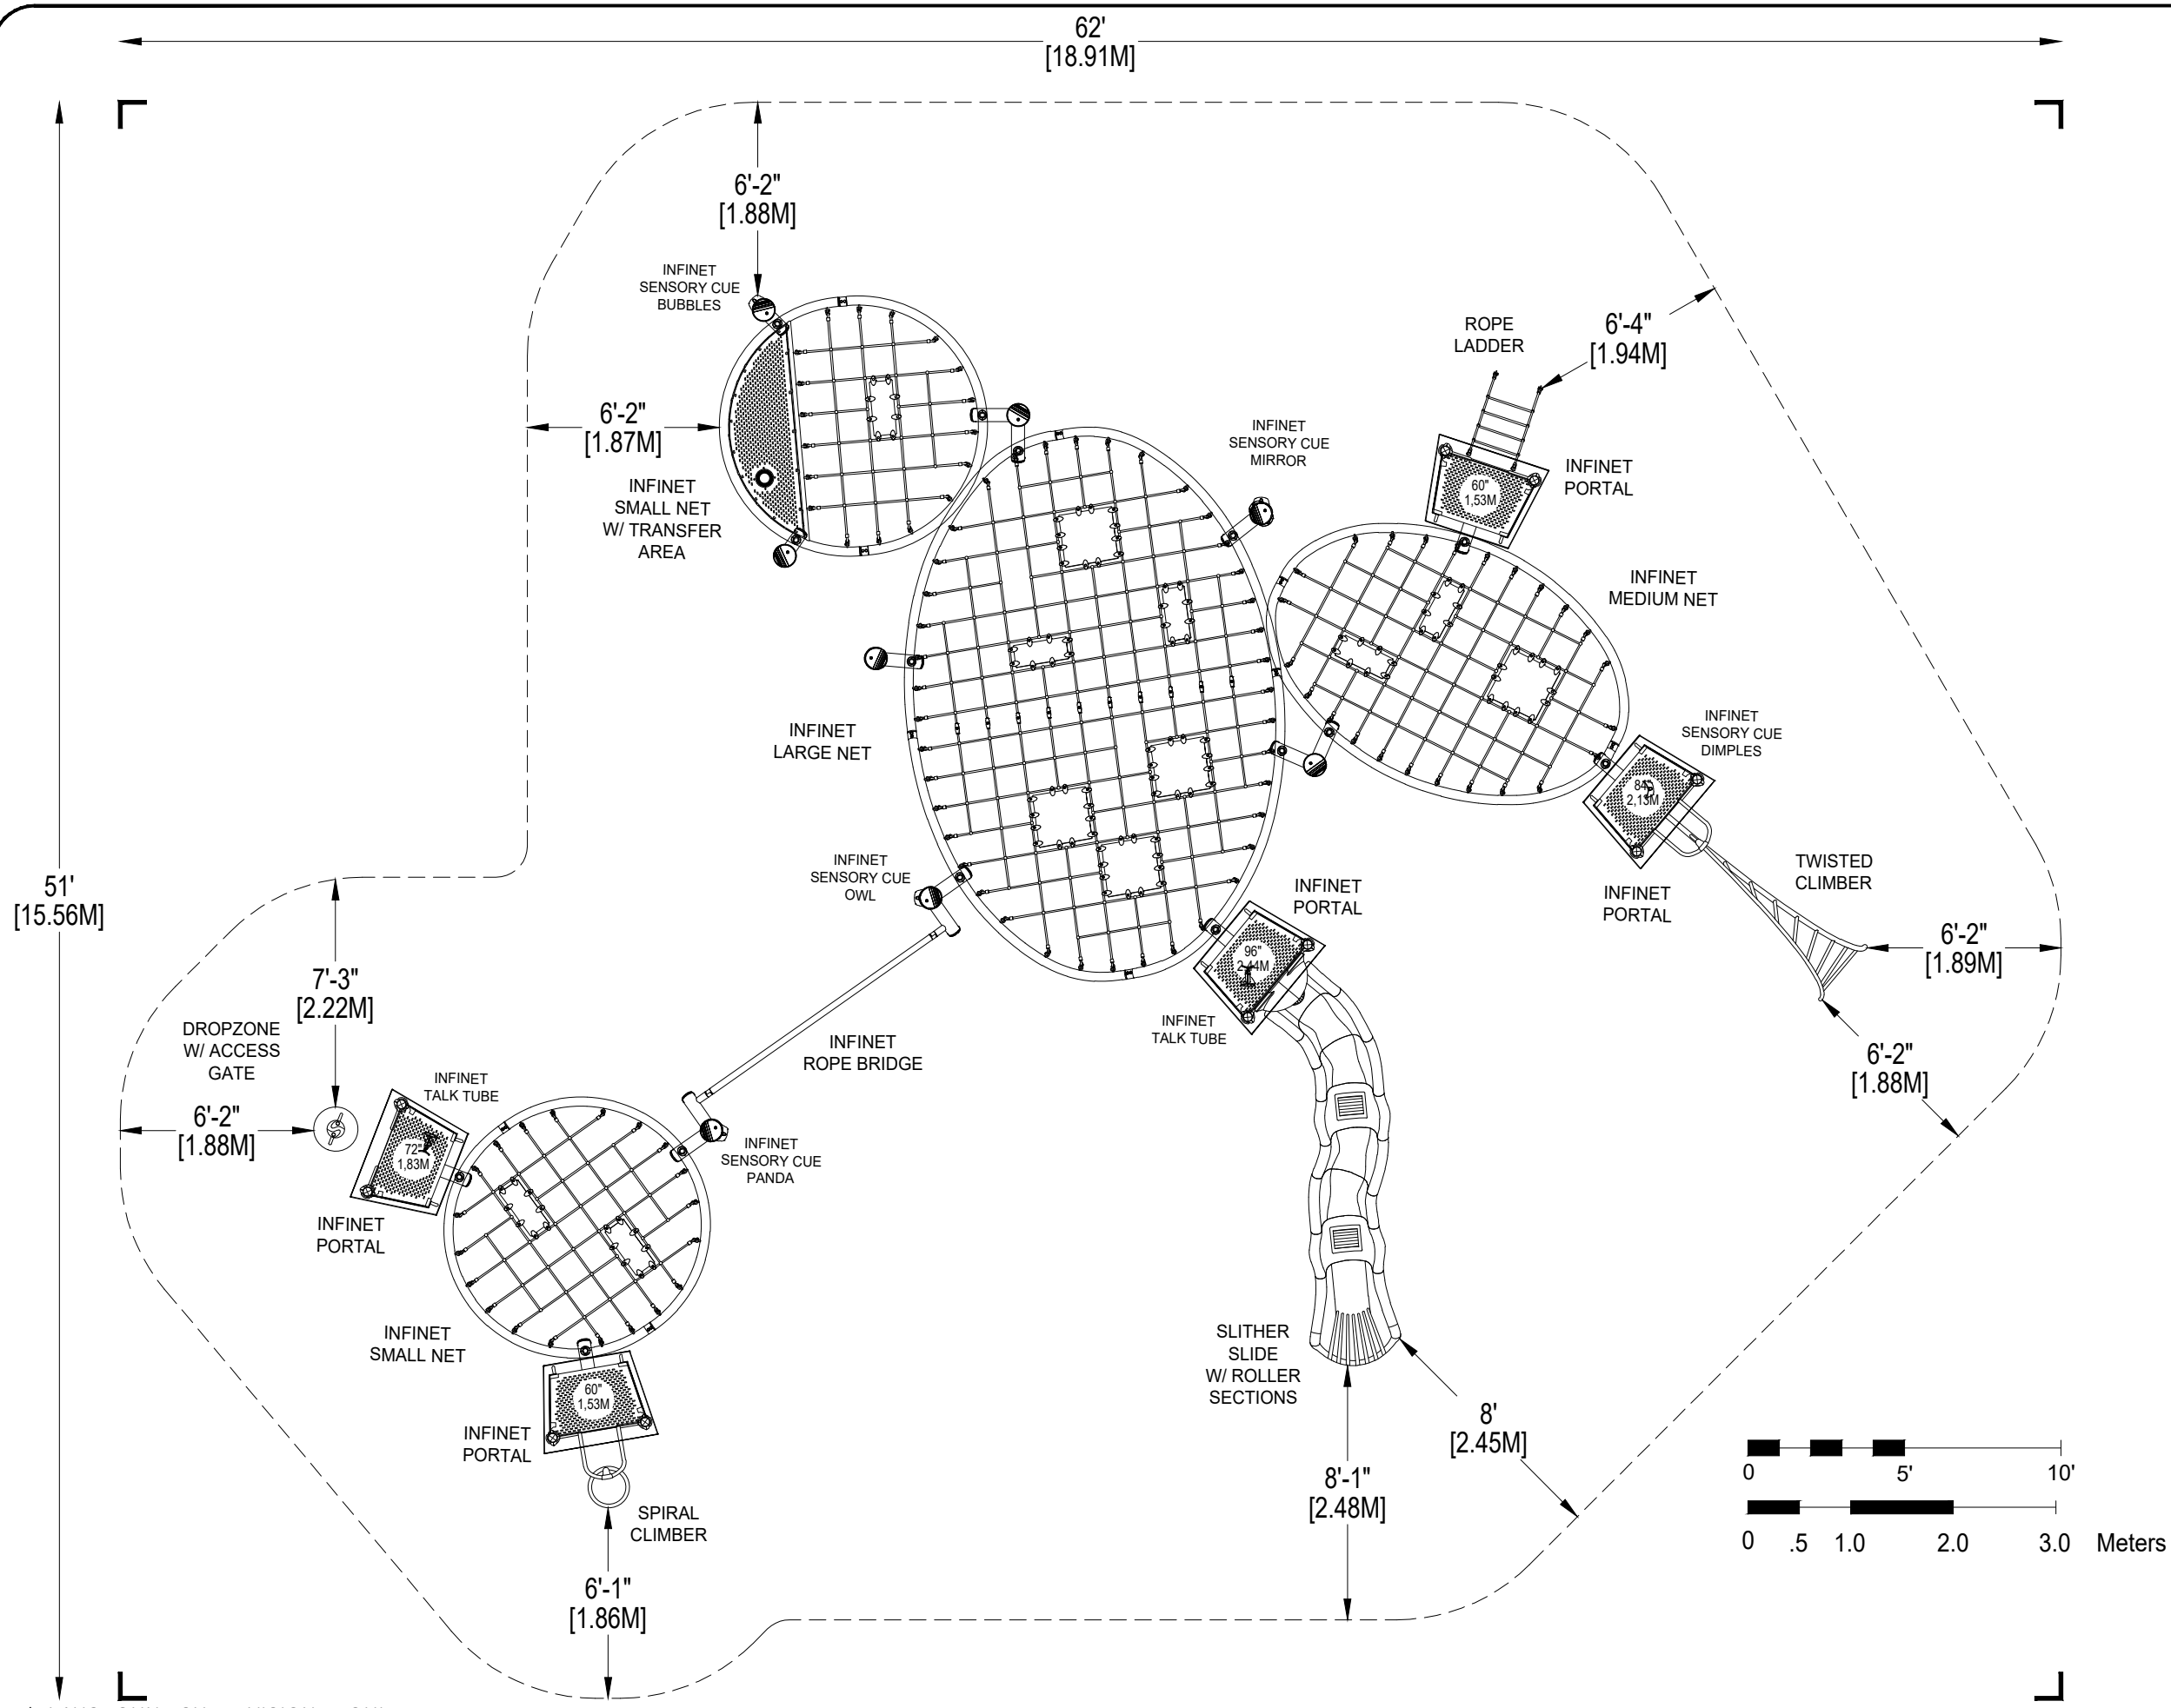 62'
[18.91M]
6'-2"
[1.88M]
INFINET
SENSORY CUE
BUBBLES
ROPE
LADDER
6'-4"
[1.94M]
6'-2"
[1.87M]
INFINET
SENSORY CUE
MIRROR
INFINET
PORTAL
60"
1,53M
INFINET
SMALL NET
W/ TRANSFER
AREA
INFINET
MEDIUM NET
INFINET
LARGE NET
INFINET
SENSORY CUE
DIMPLES
2,13M
51'
[15.56M]
INFINET
SENSORY CUE
OWL
TWISTED
CLIMBER
INFINET
PORTAL
INFINET
PORTAL
96"
2,44M
6'-2"
[1.89M]
7'-3"
[2.22M]
DROPZONE
W/ ACCESS
GATE
INFINET
TALK TUBE
INFINET
ROPE BRIDGE
INFINET
TALK TUBE
6'-2"
[1.88M]
6'-2"
[1.88M]
72"
1,83M
INFINET
SENSORY CUE
PANDA
INFINET
PORTAL
INFINET
SMALL NET
SLITHER
SLIDE
W/ ROLLER
SECTIONS
60"
1,53M
INFINET
PORTAL
8'
[2.45M]
8'-1"
[2.48M]
SPIRAL
CLIMBER
6'-1"
[1.86M]
0 5' 10'
0 .5 1.0 2.0 3.0 Meters